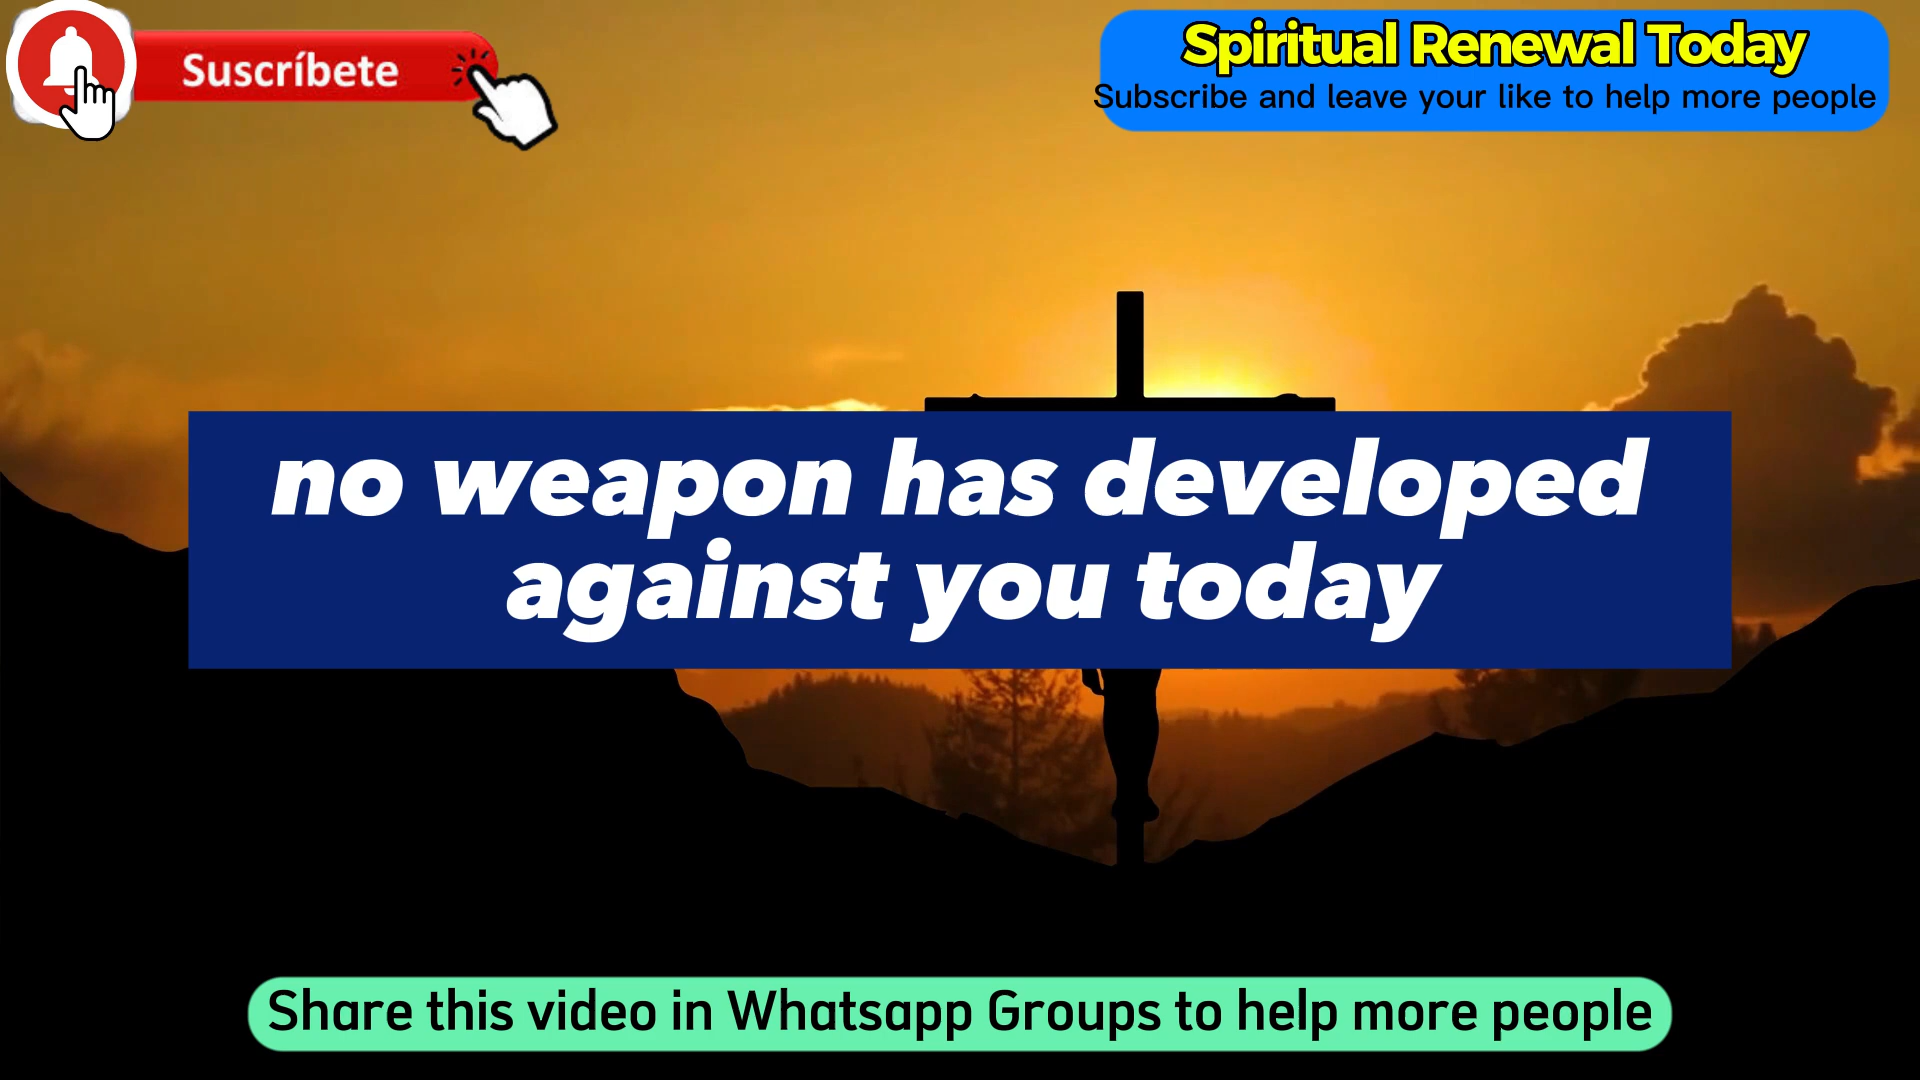 Suscríbete
Spiritual Renewal Today
Subscribe and leave your like to help more people
no weapon has developed
against you today
Share this video in Whatsapp Groups to help more people